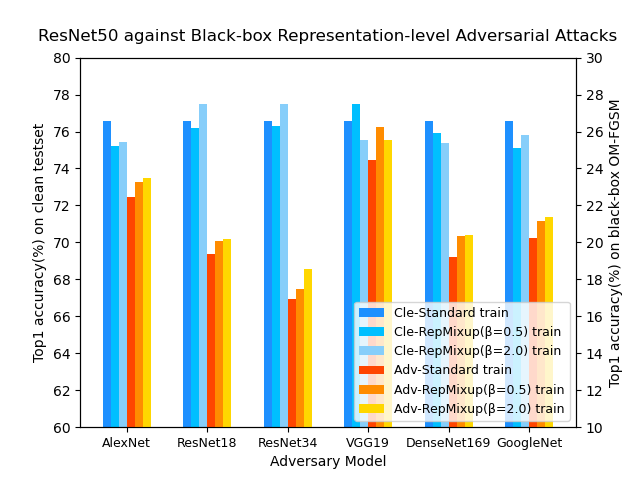 ResNet50 against Black-box Representation-level Adversarial Attacks
80
78
76
74
72
70
68
66
64
62
60
Top1 accuracy(%) on clean testset
30
28
26
24
22
20
18
16
14
12
10
Top1 accuracy(%) on black-box OM-FGSM
Cle-Standard train
Cle-RepMixup(β=0.5) train
Cle-RepMixup(β=2.0) train
Adv-Standard train
Adv-RepMixup(β=0.5) train
Adv-RepMixup(β=2.0) train
AlexNet ResNet18 ResNet34 VGG19 DenseNet169 GoogleNet
Adversary Model